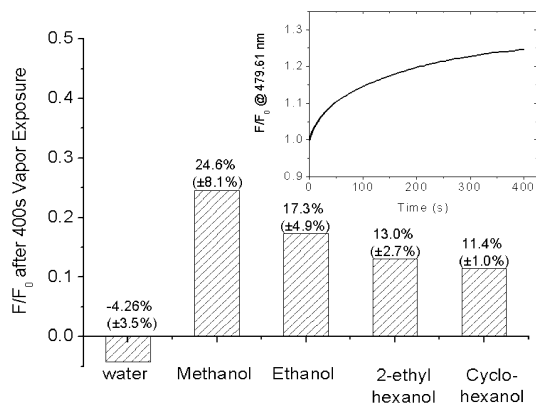 F/F0 after 400s Vapor Exposure
0.5
0.4
0.3
0.2
0.1
0.0
-4.26%
(±3.5%)
24.6%
(±8.1%)
17.3%
(±4.9%)
13.0%
(±2.7%)
11.4%
(±1.0%)
water
Methanol
Ethanol
2-ethyl
hexanol
Cyclo-
hexanol
F/F0 @ 479.61 nm
1.3
1.2
1.1
1.0
0.9
0
100
200
300
400
Time (s)